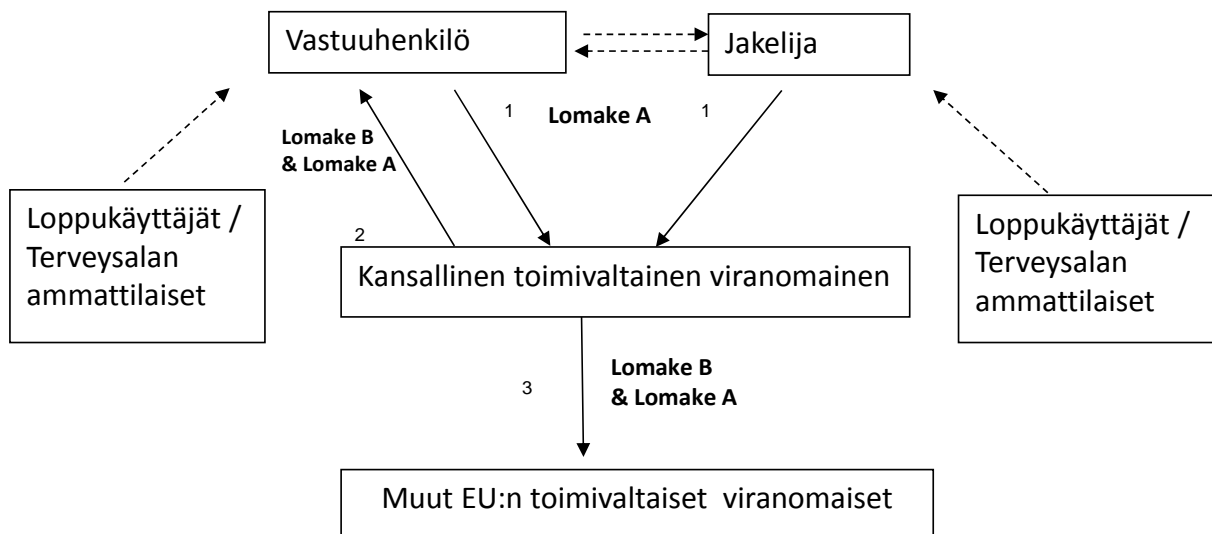 Vastuuhenkilö
Jakelija
1
Lomake A
1
Lomake B
& Lomake A
Loppukäyttäjät /
Terveysalan
ammattilaiset
Loppukäyttäjät /
Terveysalan
ammattilaiset
2
Kansallinen toimivaltainen viranomainen
3
Lomake B
& Lomake A
Muut EU:n toimivaltaiset viranomaiset